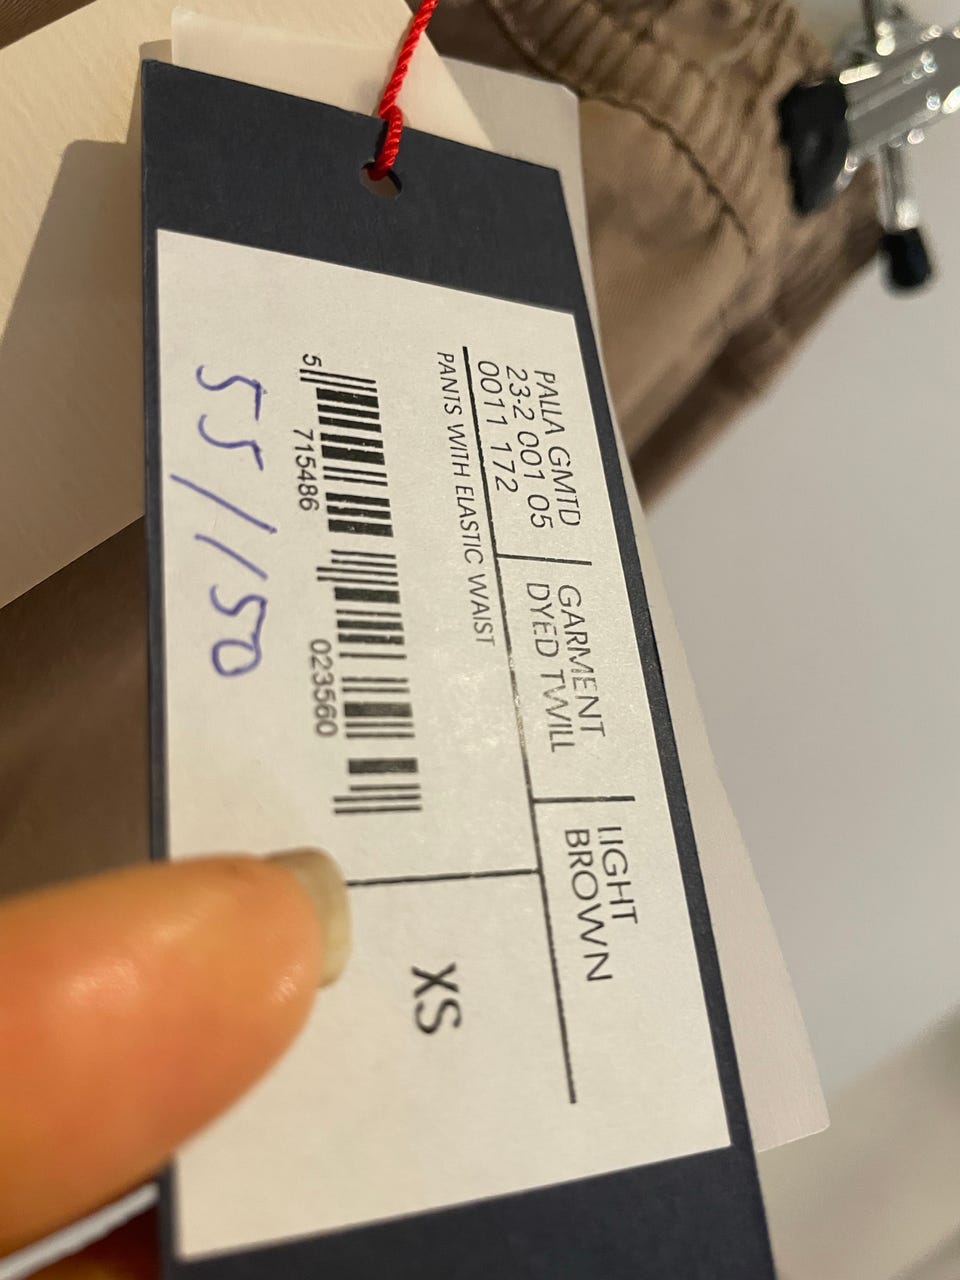 PALLA GMTD
23-2 001 05
0011 172
GARMENT
DYED TWILL
LIGHT
BROWN
PANTS WITH ELASTIC WAIST
5 715486 023560
XS
55//50